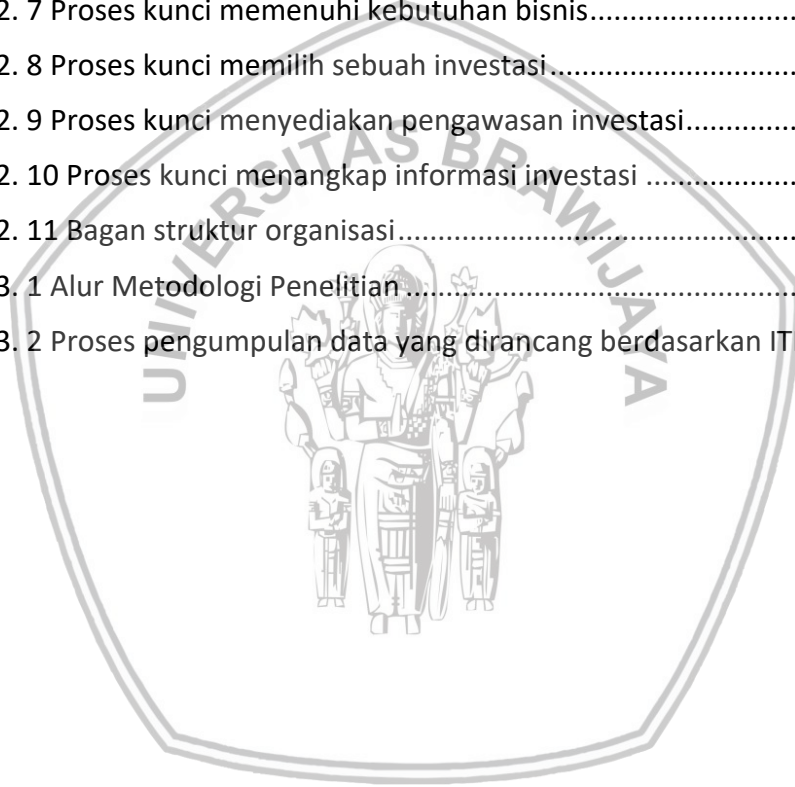 2. 7 Proses kunci memenuhi kebutuhan bisnis
2. 8 Proses kunci memilih sebuah investasi
2. 9 Proses kunci menyediakan pengawasan investasi
2. 10 Proses kunci menangkap informasi investasi
2. 11 Bagan struktur organisasi
3. 1 Alur Metodologi Penelitian
3. 2 Proses pengumpulan data yang dirancang berdasarkan IT
UNIVERSITAS BRAWIJAYA